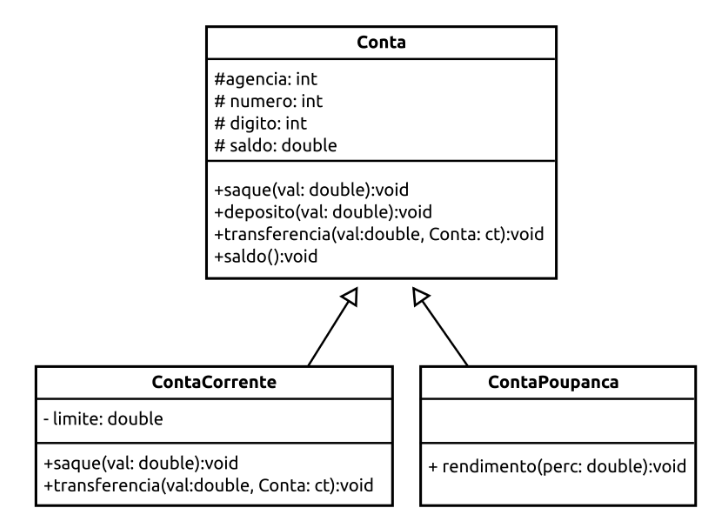 Conta
#agencia: int
# numero: int
# digito: int
# saldo: double
+saque(val: double):void
+deposito(val: double):void
+transferencia(val:double, Conta: ct):void
+saldo():void
ContaCorrente
- limite: double
+saque(val: double):void
+transferencia(val:double, Conta: ct):void
ContaPoupanca
+ rendimento(perc: double):void